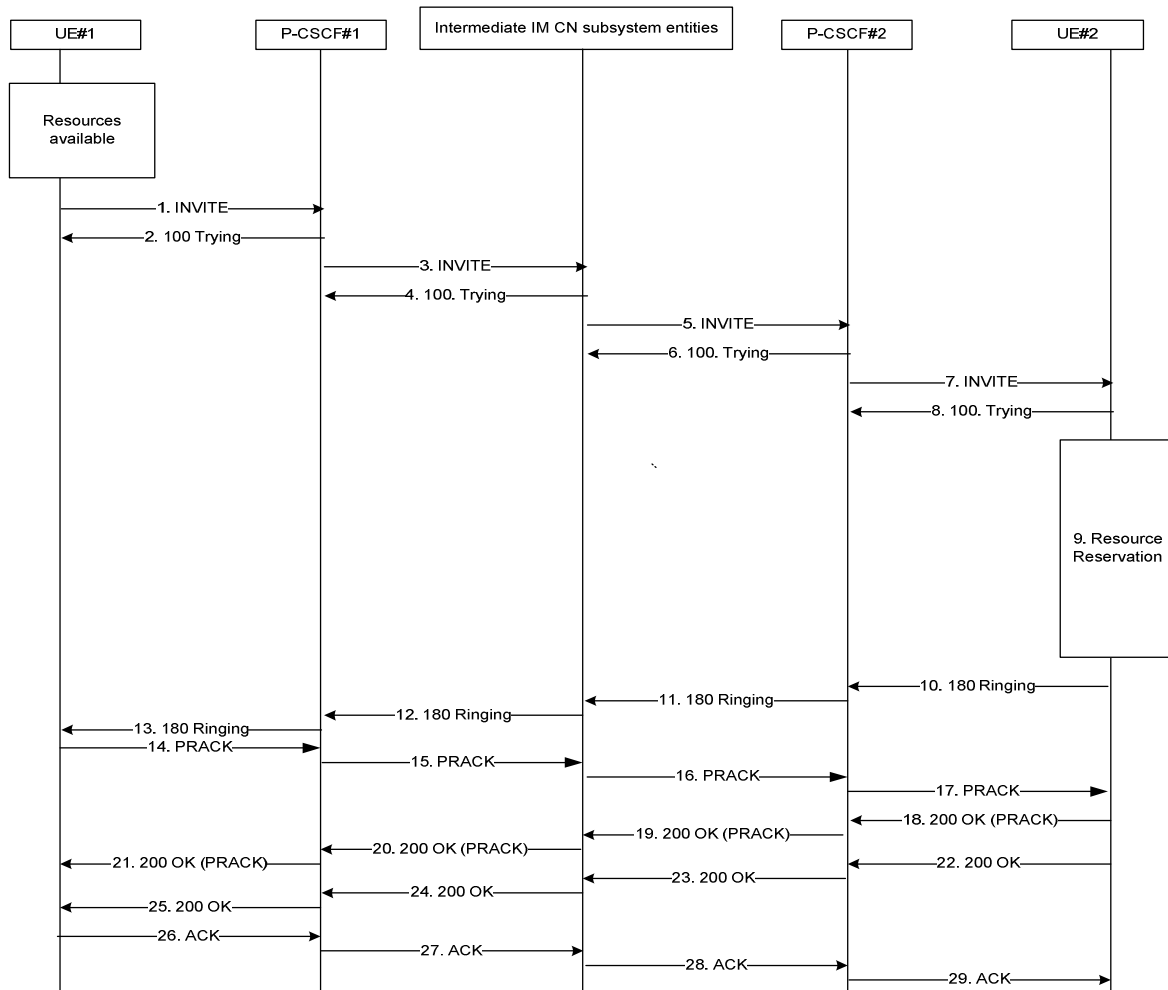 UE#1
P-CSCF#1
Intermediate IM CN subsystem entities
P-CSCF#2
UE#2
Resources
available
1. INVITE
2. 100 Trying
3. INVITE
4. 100. Trying
5. INVITE
6. 100. Trying
7. INVITE
8. 100. Trying
9. Resource
Reservation
10. 180 Ringing
11. 180 Ringing
12. 180 Ringing
13. 180 Ringing
14. PRACK
15. PRACK
16. PRACK
17. PRACK
18. 200 OK (PRACK)
19. 200 OK (PRACK)
20. 200 OK (PRACK)
21. 200 OK (PRACK)
22. 200 OK
23. 200 OK
24. 200 OK
25. 200 OK
26. ACK
27. ACK
28. ACK
29. ACK